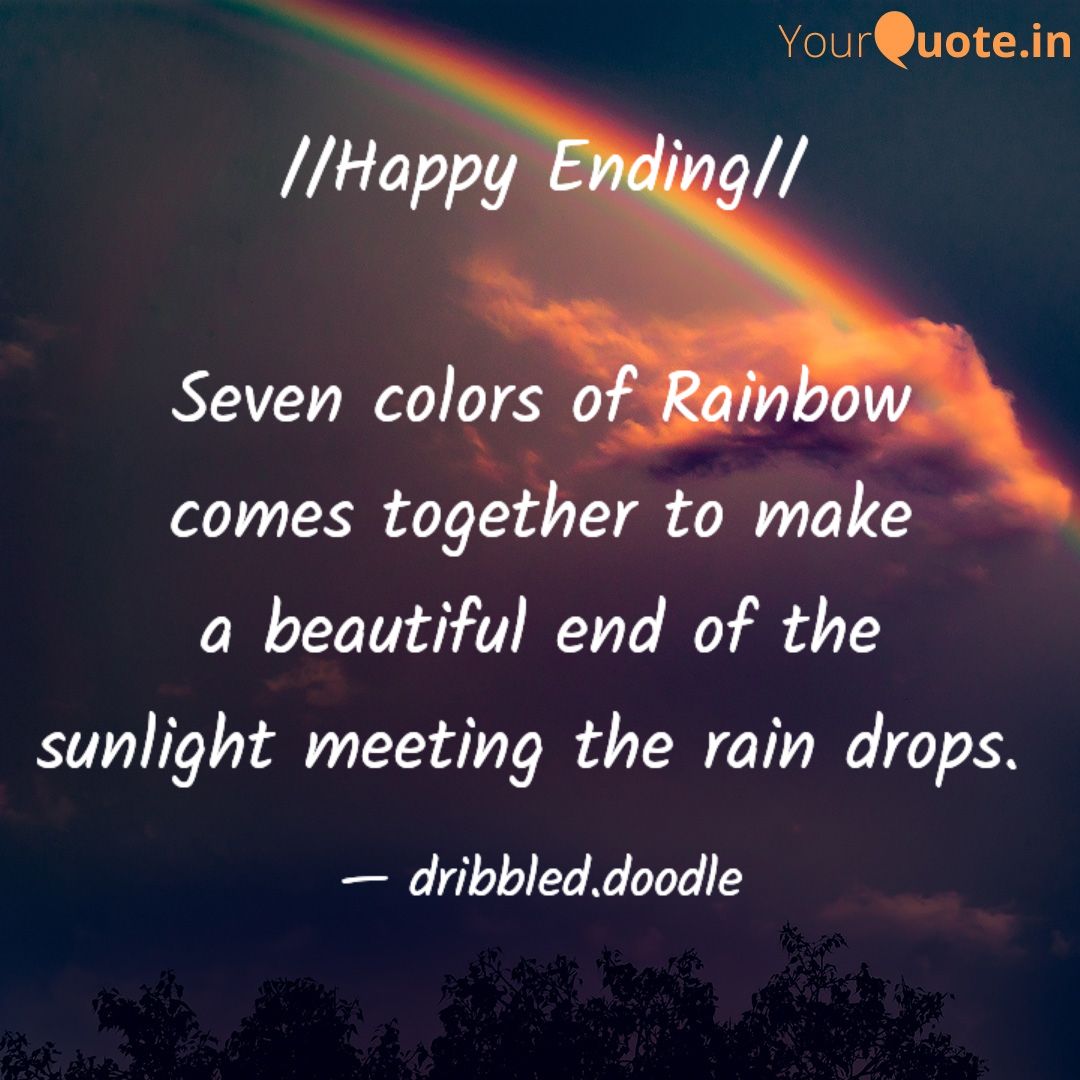 YourQuote.in
//Happy Ending//
Seven colors of Rainbow
comes together to make
a beautiful end of the
sunlight meeting the rain drops.
— dribbled.doodle